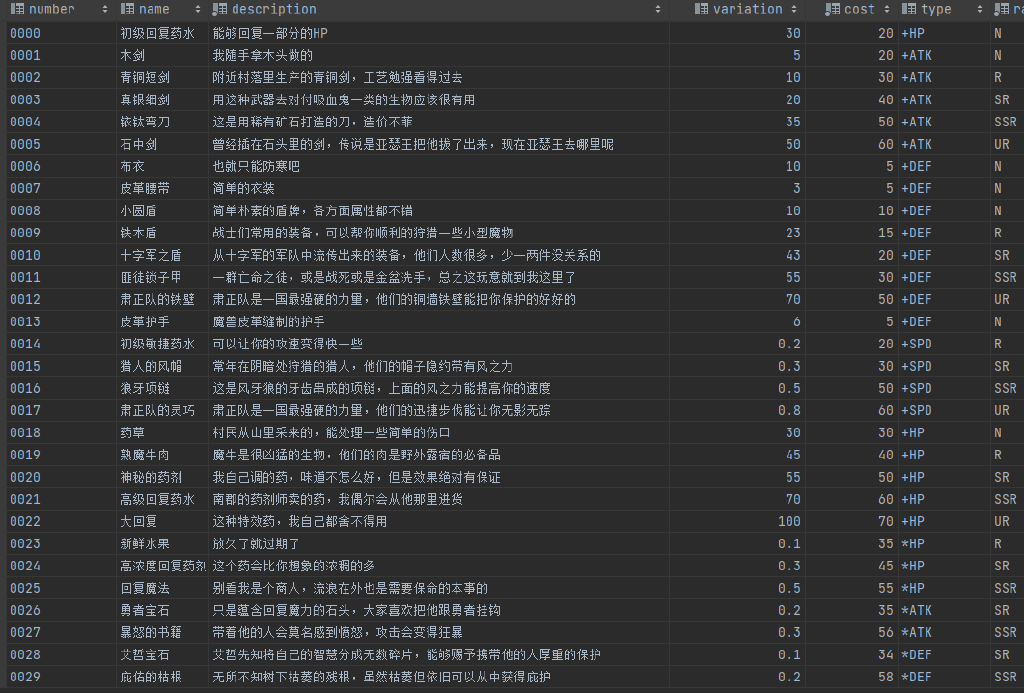 number name description variation cost type ra
0000 初级回复药水 能够回复一部分的HP 30 20 +HP N
0001 木剑 我随手拿木头做的 5 20 +ATK N
0002 青铜短剑 附近村落里生产的青铜剑，工艺勉强看得过去 10 30 +ATK R
0003 真银细剑 用这种武器去对付吸血鬼一类的生物应该很有用 20 40 +ATK SR
0004 铱钛弯刀 这是用稀有矿石打造的刀，造价不菲 35 50 +ATK SSR
0005 石中剑 曾经插在石头里的剑，传说是亚瑟王把他拔了出来，现在亚瑟王去哪里呢 50 60 +ATK UR
0006 布衣 也就只能防寒吧 10 5 +DEF N
0007 皮革腰带 简单的衣装 3 5 +DEF N
0008 小圆盾 简单朴素的盾牌，各方面属性都不错 10 10 +DEF N
0009 铁木盾 战士们常用的装备，可以帮你顺利的狩猎一些小型魔物 23 15 +DEF R
0010 十字军之盾 从十字军的军队中流传出来的装备，他们人数很多，少一两件没关系的 43 20 +DEF SR
0011 匪徒锁子甲 一群亡命之徒，或是战死或是金盆洗手，总之这玩意就到我这里了 55 30 +DEF SSR
0012 肃正队的铁壁 肃正队是一国最强硬的力量，他们的铜墙铁壁能把你保护的好好的 70 50 +DEF UR
0013 皮革护手 魔兽皮革缝制的护手 6 5 +DEF N
0014 初级敏捷药水 可以让你的攻速变得快一些 0.2 20 +SPD R
0015 猎人的风帽 常年在阴暗处狩猎的猎人，他们的帽子隐约带有风之力 0.3 30 +SPD SR
0016 狼牙项链 这是风牙狼的牙齿串成的项链，上面的风之力能提高你的速度 0.5 50 +SPD SSR
0017 肃正队的灵巧 肃正队是一国最强硬的力量，他们的迅捷步伐能让你无影无踪 0.8 60 +SPD UR
0018 药草 村民从山里采来的，能处理一些简单的伤口 30 30 +HP N
0019 熟魔牛肉 魔牛是很凶猛的生物，他们的肉是野外露宿的必备品 45 40 +HP R
0020 神秘的药剂 我自己调的药，味道不怎么好，但是效果绝对有保证 55 50 +HP SR
0021 高级回复药水 南郡的药剂师卖的药，我偶尔会从他那里进货 70 60 +HP SSR
0022 大回复 这种特效药，我自己都舍不得用 100 70 +HP UR
0023 新鲜水果 放久了就过期了 0.1 35 *HP R
0024 高浓度回复药剂 这个药会比你想象的浓稠的多 0.3 45 *HP SR
0025 回复魔法 别看我是个商人，流浪在外也是需要保命的本事的 0.5 55 *HP SSR
0026 勇者宝石 只是蕴含回复魔力的石头，大家喜欢把他跟勇者挂钩 0.2 35 *ATK SR
0027 暴怒的书籍 带着他的人会莫名感到愤怒，攻击会变得狂暴 0.3 56 *ATK SSR
0028 艾哲宝石 艾哲先知将自己的智慧分成无数碎片，能够赐予携带他的人厚重的保护 0.1 34 *DEF SR
0029 庇佑的枯根 无所不知树下枯萎的残根，虽然枯萎但依旧可以从中获得庇护 0.2 58 *DEF SSR